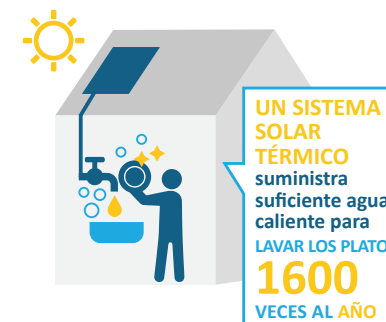 UN SISTEMA
SOLAR
TÉRMICO
suministra
suficiente agua
caliente para
LAVAR LOS PLATO
1600
VECES AL AÑO